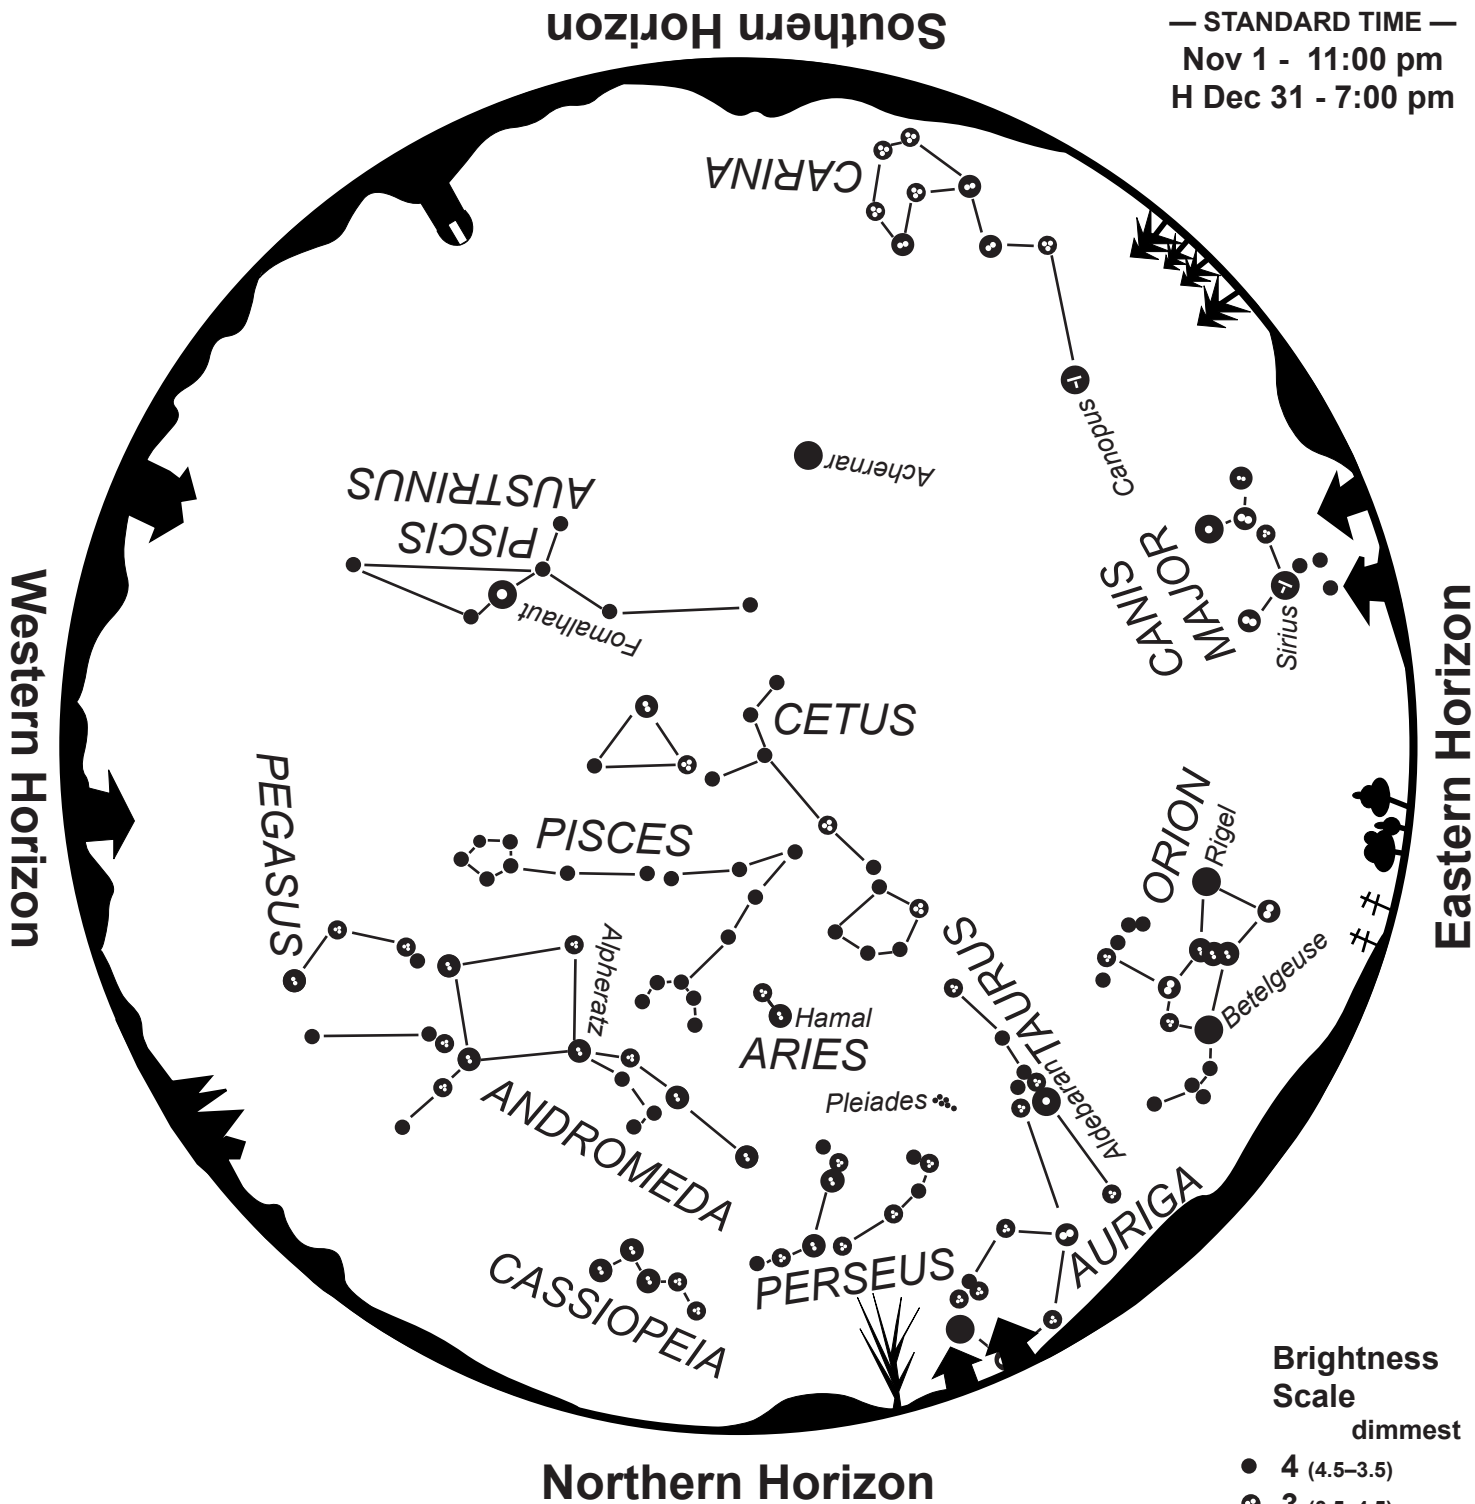 Southern Horizon
— STANDARD TIME —
Nov 1 - 11:00 pm
H Dec 31 - 7:00 pm
CARINA
Canopus
Achernar
PISCIS
AUSTRINUS
Fomalhaut
CANIS
MAJOR
Sirius
Western Horizon
Eastern Horizon
CETUS
PEGASUS
PISCES
ORION
Rigel
Betelgeuse
TAURUS
Alpheratz
Hamal
ARIES
Aldebaran
Pleiades
ANDROMEDA
AURIGA
PERSEUS
CASSIOPEIA
Northern Horizon
Brightness
Scale
dimmest
4 (4.5–3.5)